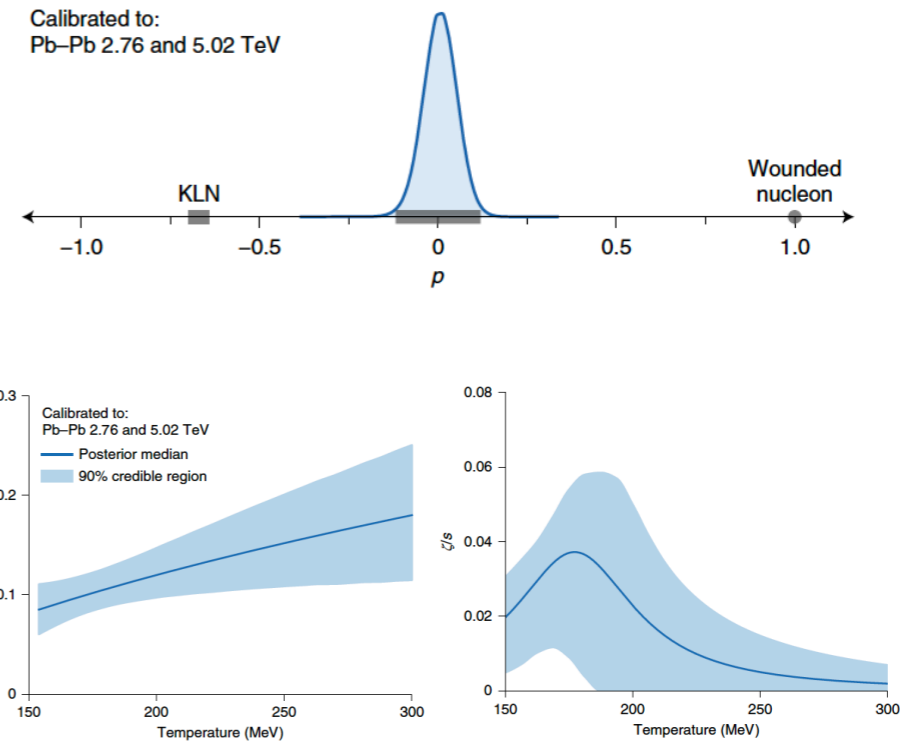 Calibrated to:
Pb–Pb 2.76 and 5.02 TeV
KLN
Wounded
nucleon
−1.0 −0.5 0 0.5 1.0
p
0.3
Calibrated to:
Pb–Pb 2.76 and 5.02 TeV
Posterior median
90% credible region
0.2
0.1
0
150 200 250 300
Temperature (MeV)
0.08
0.06
ζ/s
0.04
0.02
0
150 200 250 300
Temperature (MeV)